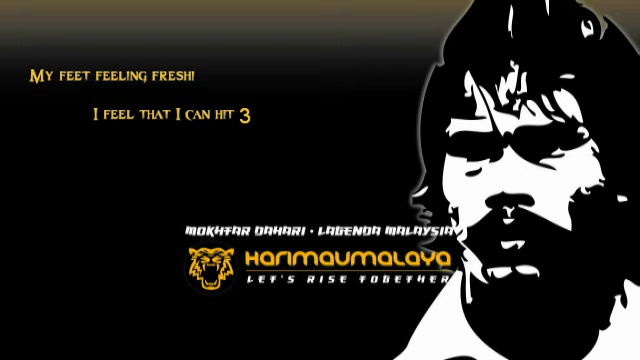 My feet feeling fresh!
I feel that I can hit 3
MOKHTAR DAHARI - LAGENDA MALAYSIA
HARIMAUMALAYA
LET'S RISE TOGETHER